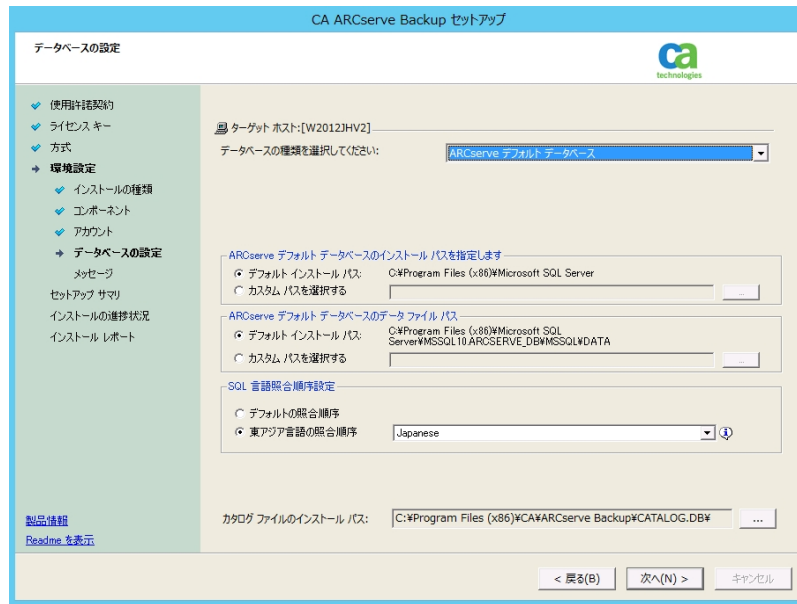 CA ARCserve Backup セットアップ
データベースの設定
ca
technologies
使用許諾契約
ライセンス キー
方式
環境設定
インストールの種類
コンポーネント
アカウント
データベースの設定
メッセージ
セットアップ サマリ
インストールの進捗状況
インストール レポート
製品情報
Readme を表示
ターゲット ホスト:[W2012JHV2]
データベースの種類を選択してください:
ARCserve デフォルト データベース
ARCserve デフォルト データベースのインストール パスを指定します
デフォルト インストール パス: C:¥Program Files (x86)¥Microsoft SQL Server
カスタム パスを選択する
...
ARCserve デフォルト データベースのデータ ファイル パス
デフォルト インストール パス: C:¥Program Files (x86)¥Microsoft SQL
Server¥MSSQL10.ARCSERVE_DB¥MSSQL¥DATA
カスタム パスを選択する
...
SQL 言語照合順序設定
デフォルトの照合順序
東アジア言語の照合順序 Japanese
カタログ ファイルのインストール パス: C:¥Program Files (x86)¥CA¥ARCserve Backup¥CATALOG.DB¥ ...
< 戻る(B) 次へ(N) > キャンセル